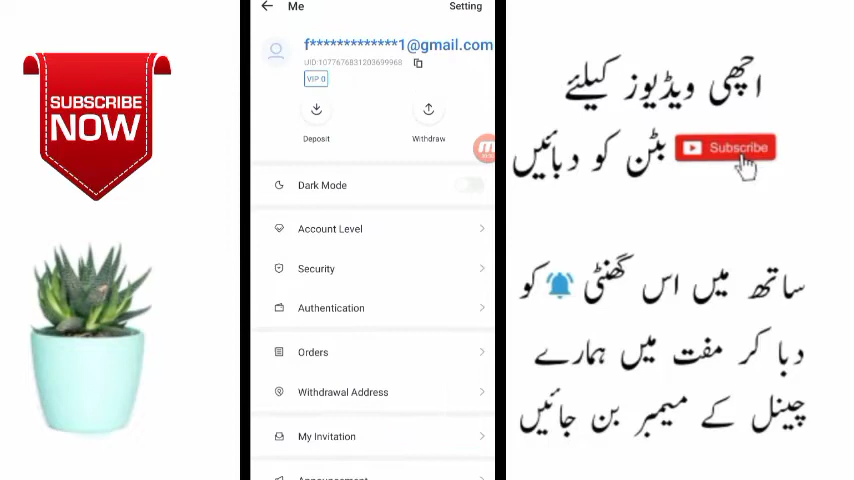 SUBSCRIBE
NOW
Me
Setting
f*************1@gmail.com
UID:1077676831203699968
VIP 0
Deposit
Withdraw
Dark Mode
Account Level
Security
Authentication
Orders
Withdrawal Address
My Invitation
Announcement
اچھی ویڈیوز کیلئے
بٹن کو دبائیں Subscribe
ساتھ میں اس گھنٹی کو
دبا کر مفت میں ہمارے
چینل کے میمبر بن جائیں